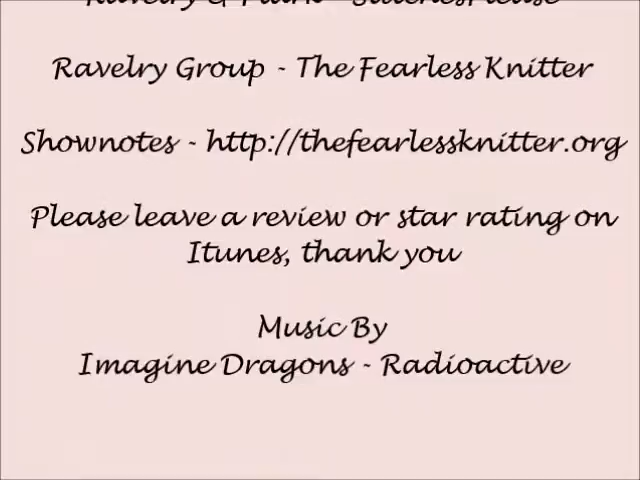 Ravelry Group - The Fearless Knitter
Shownotes - http://thefearlessknitter.org
Please leave a review or star rating on
Itunes, thank you
Music By
Imagine Dragons - Radioactive